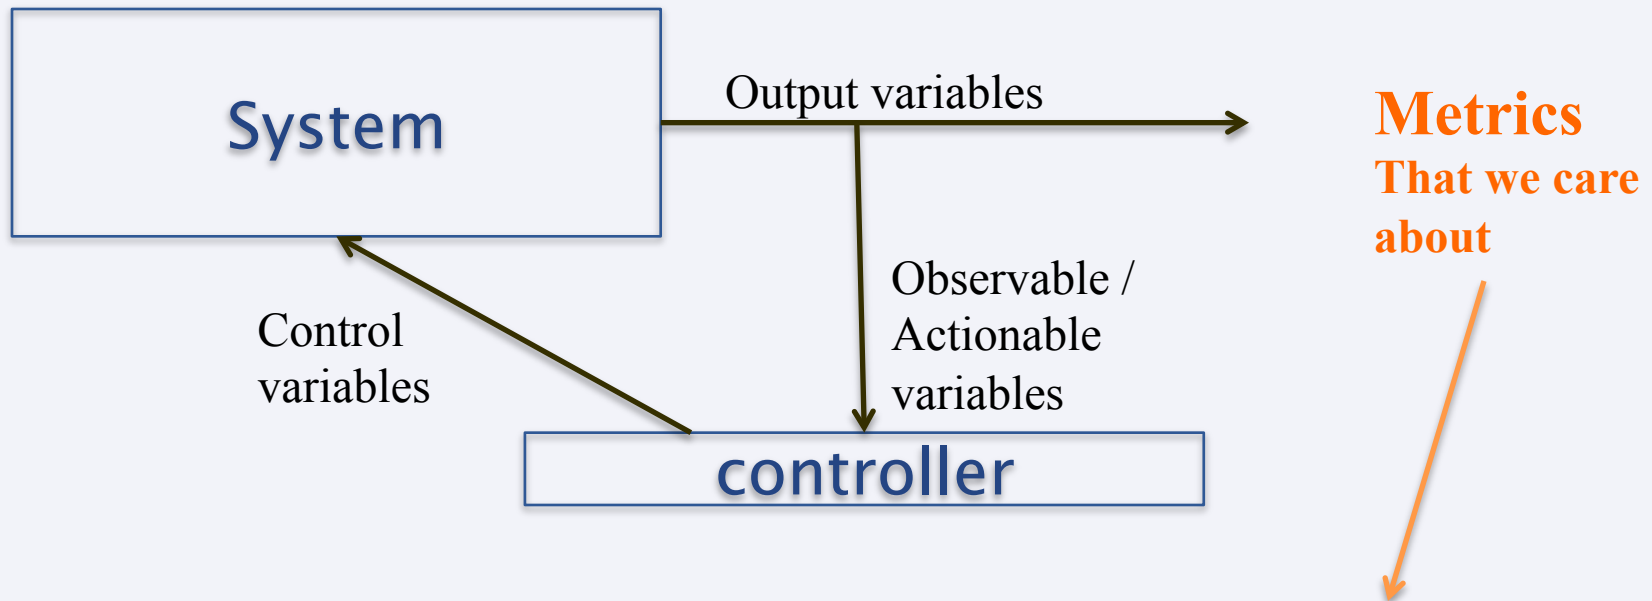 System
Output variables
Metrics
That we care
about
Control
variables
Observable /
Actionable
variables
controller